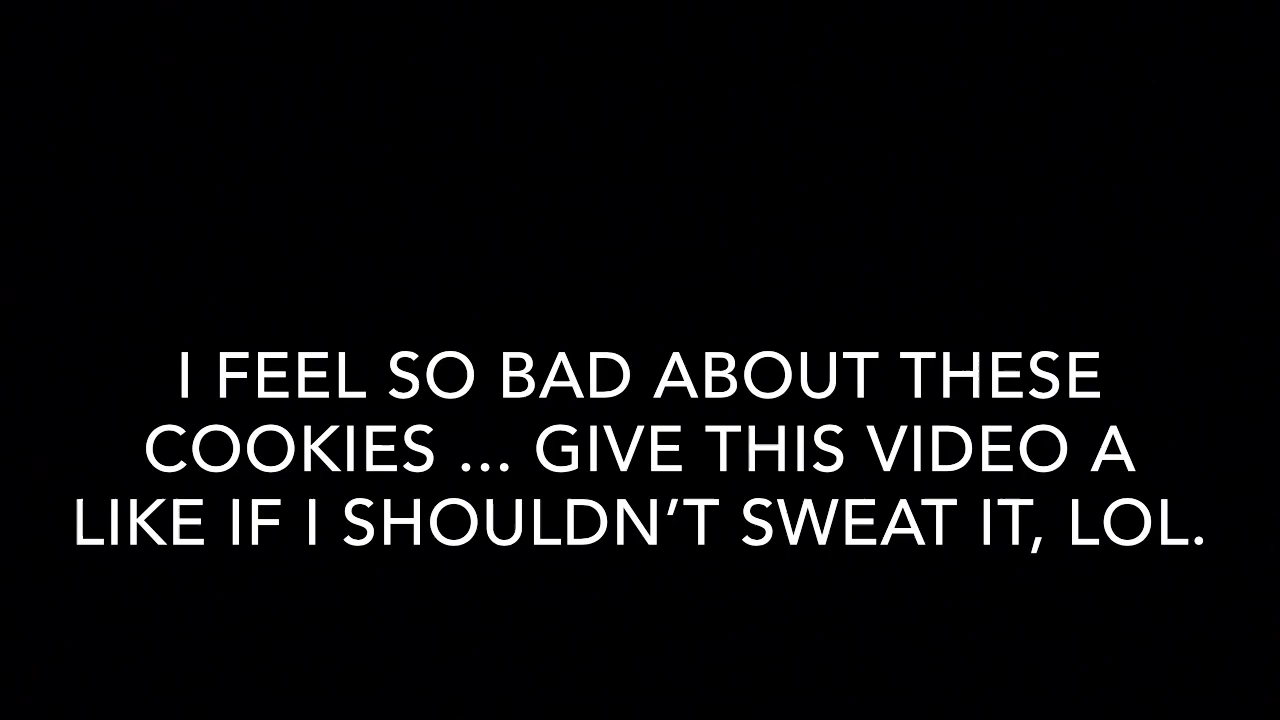 I FEEL SO BAD ABOUT THESE
COOKIES ... GIVE THIS VIDEO A
LIKE IF I SHOULDN’T SWEAT IT, LOL.